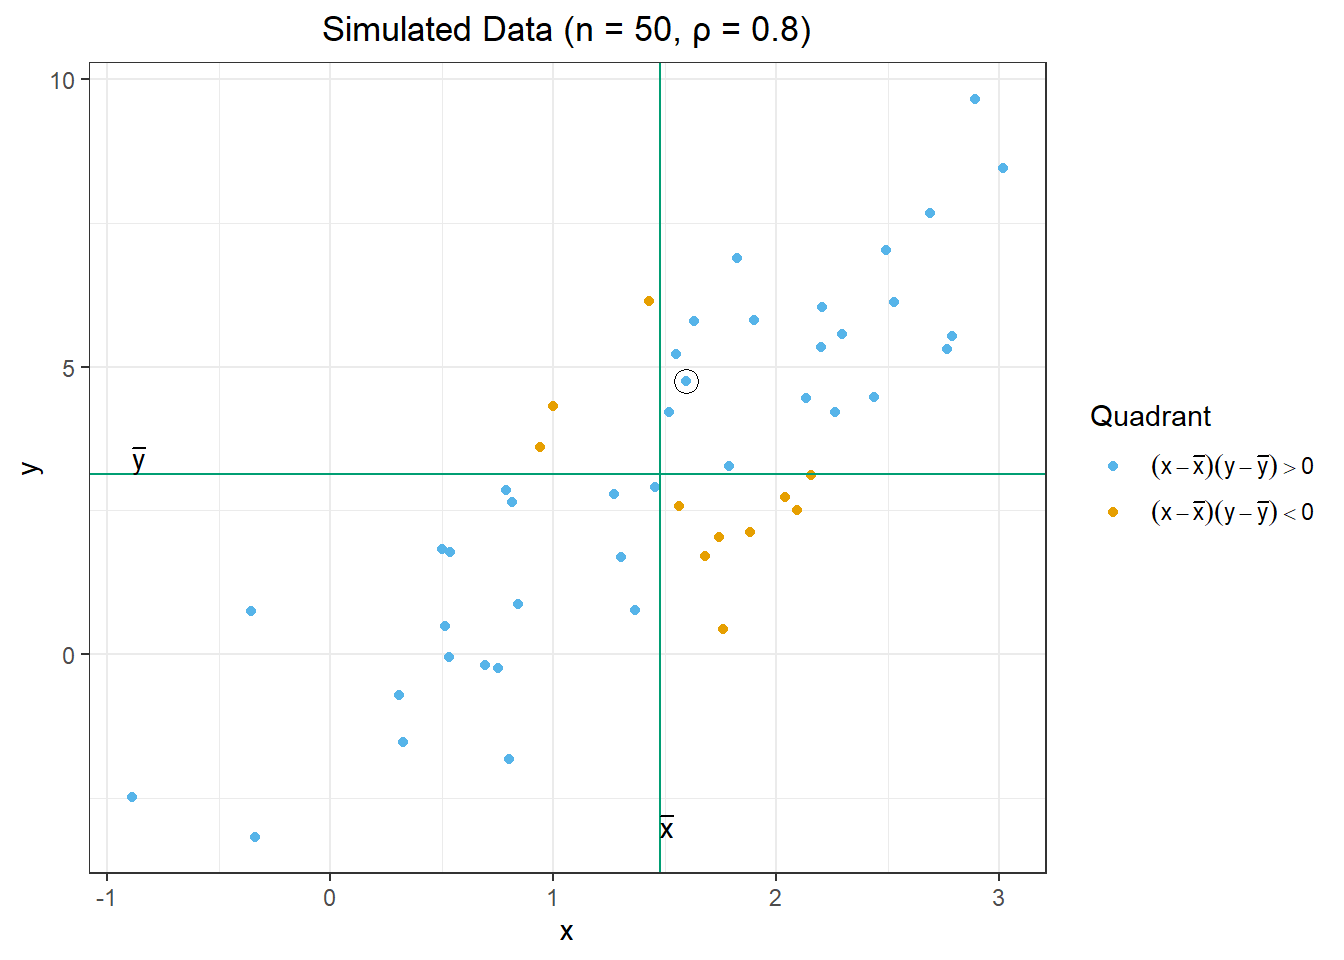 Simulated Data (n = 50, ρ = 0.8)
10
5
0
y
y̅
x̅
-1 0 1 2 3
x
Quadrant
(x − x̅)(y − y̅) > 0
(x − x̅)(y − y̅) < 0